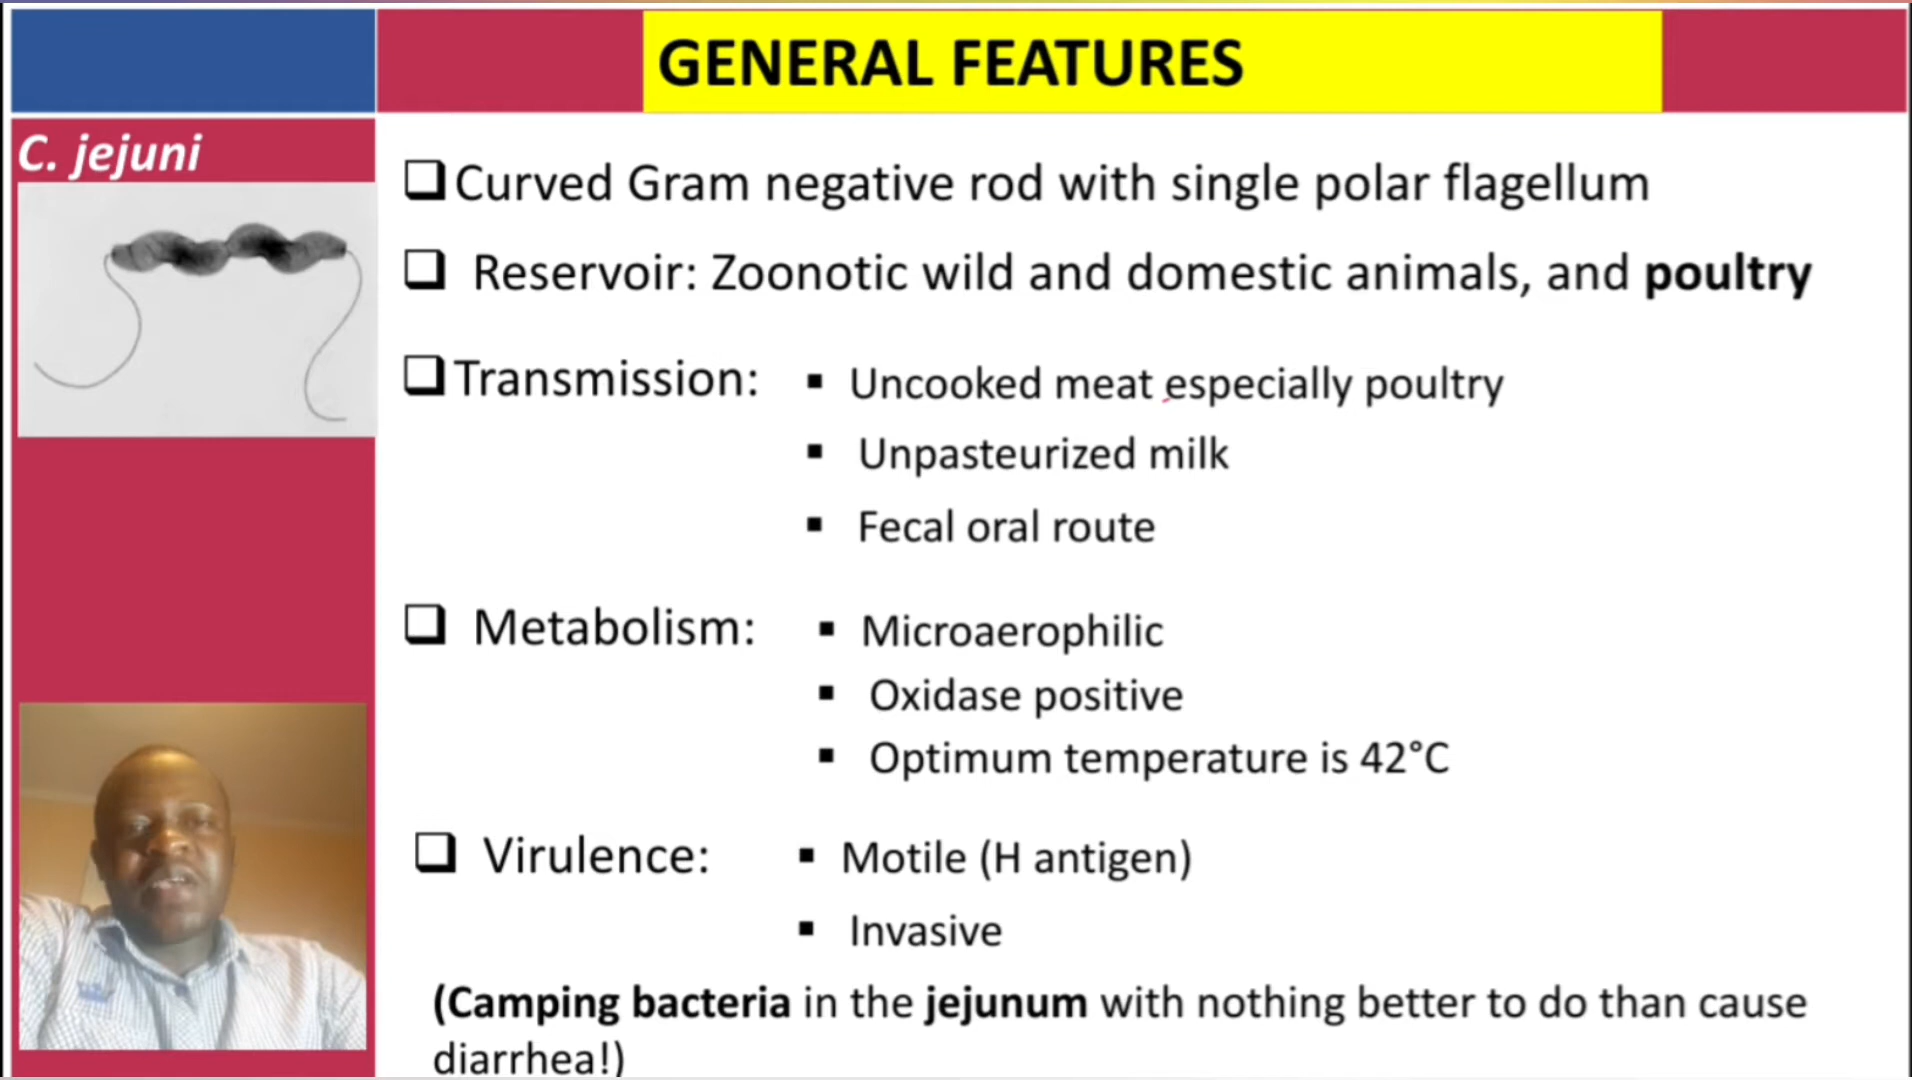 GENERAL FEATURES
C. jejuni
Curved Gram negative rod with single polar flagellum
Reservoir: Zoonotic wild and domestic animals, and poultry
Transmission:
Uncooked meat especially poultry
Unpasteurized milk
Fecal oral route
Metabolism:
Microaerophilic
Oxidase positive
Optimum temperature is 42°C
Virulence:
Motile (H antigen)
Invasive
(Camping bacteria in the jejunum with nothing better to do than cause
diarrhea!)